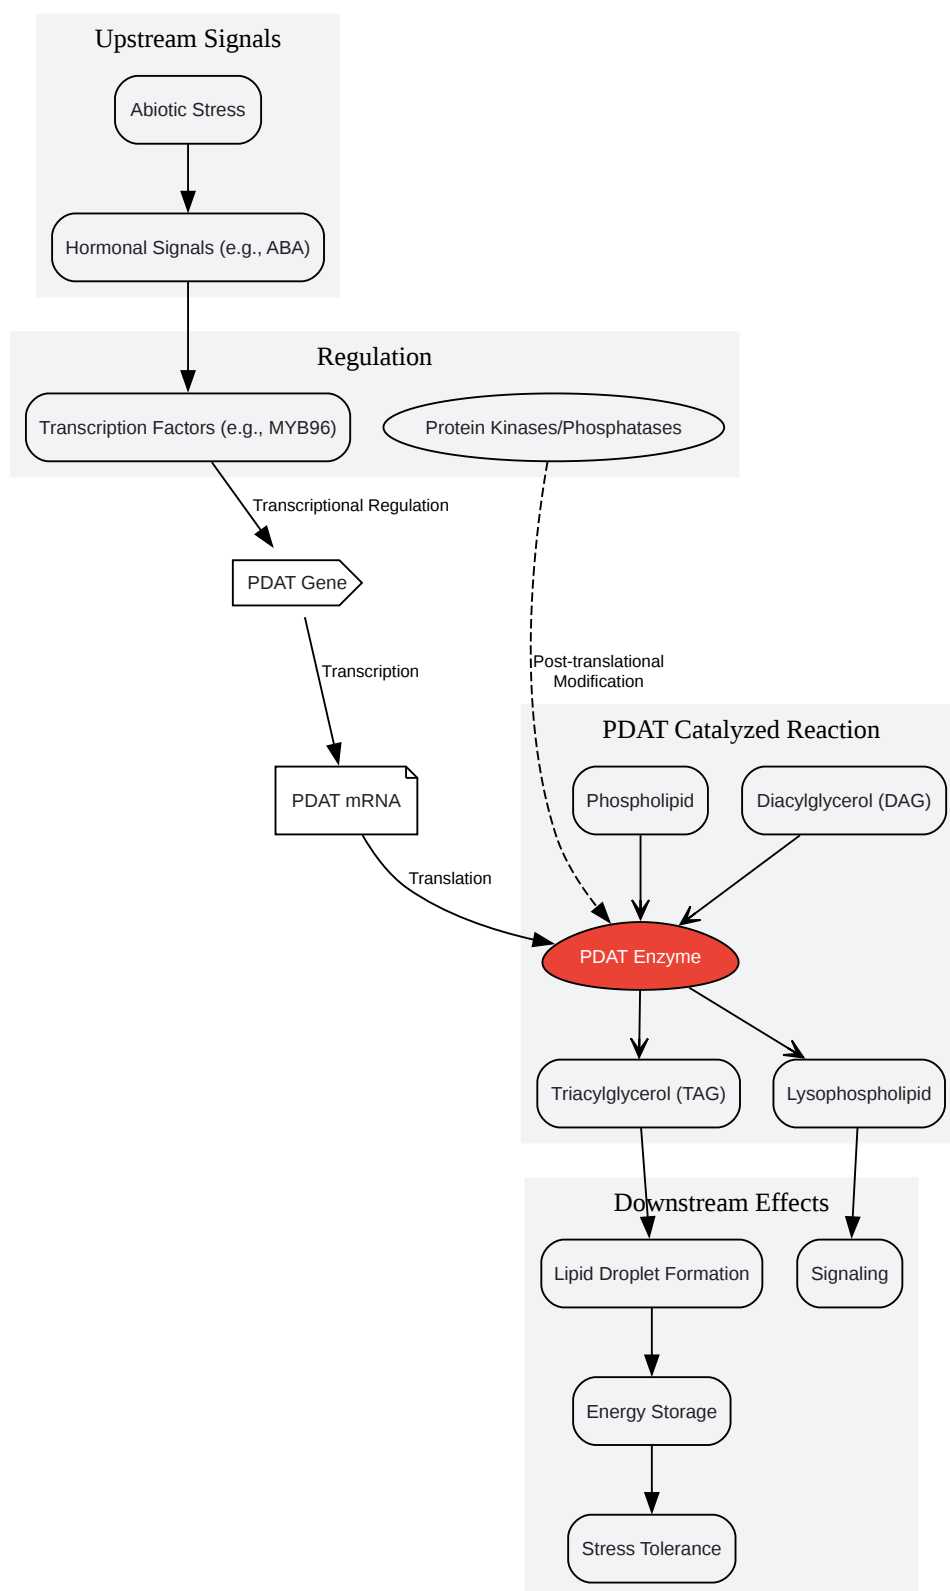 Upstream Signals
Abiotic Stress
Hormonal Signals (e.g., ABA)
Regulation
Transcription Factors (e.g., MYB96)
Protein Kinases/Phosphatases
Transcriptional Regulation
PDAT Gene
Transcription
Post-translational
Modification
PDAT Catalyzed Reaction
PDAT mRNA
Phospholipid
Diacylglycerol (DAG)
Translation
PDAT Enzyme
Triacylglycerol (TAG)
Lysophospholipid
Downstream Effects
Lipid Droplet Formation
Signaling
Energy Storage
Stress Tolerance